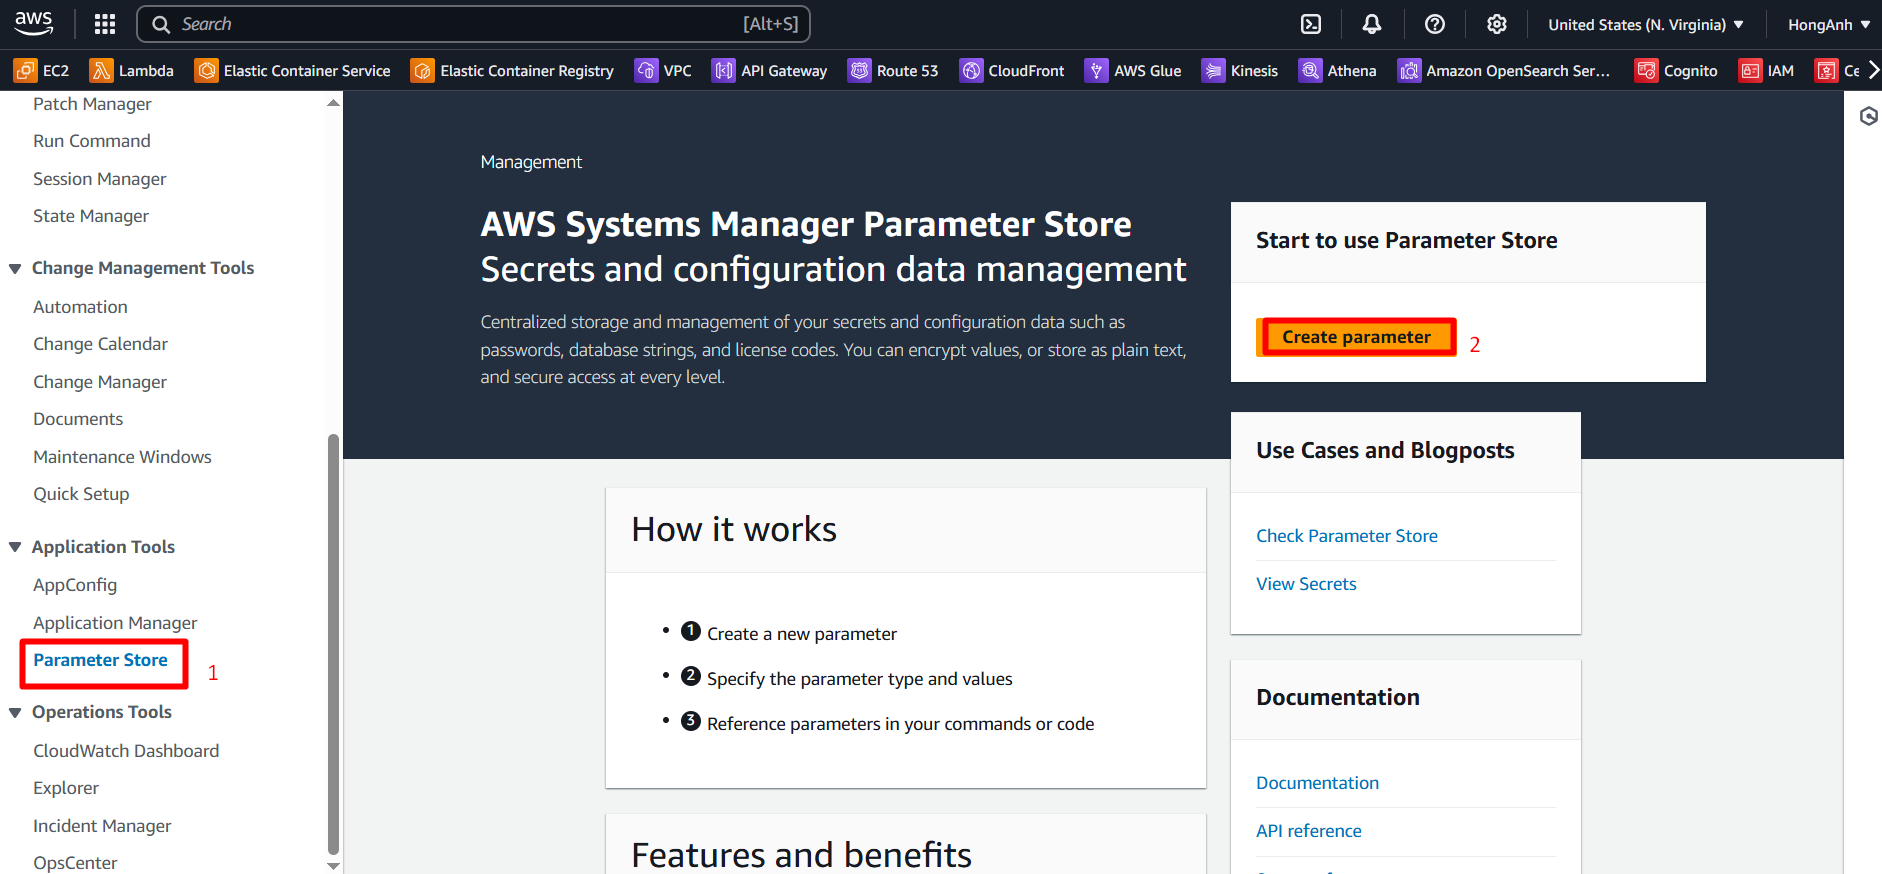 aws
Search
[Alt+S]
United States (N. Virginia)
HongAnh
EC2
Lambda
Elastic Container Service
Elastic Container Registry
VPC
API Gateway
Route 53
CloudFront
AWS Glue
Kinesis
Athena
Amazon OpenSearch Ser...
Cognito
IAM
Patch Manager
Run Command
Session Manager
State Manager
Change Management Tools
Automation
Change Calendar
Change Manager
Documents
Maintenance Windows
Quick Setup
Application Tools
AppConfig
Application Manager
Parameter Store
1
Operations Tools
CloudWatch Dashboard
Explorer
Incident Manager
OpsCenter
Management
AWS Systems Manager Parameter Store
Secrets and configuration data management
Centralized storage and management of your secrets and configuration data such as
passwords, database strings, and license codes. You can encrypt values, or store as plain text,
and secure access at every level.
Start to use Parameter Store
Create parameter
2
How it works
1 Create a new parameter
2 Specify the parameter type and values
3 Reference parameters in your commands or code
Features and benefits
Use Cases and Blogposts
Check Parameter Store
View Secrets
Documentation
Documentation
API reference